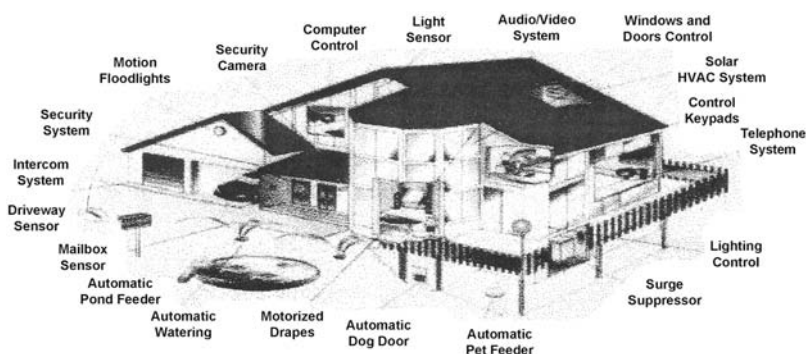 Light
Sensor
Audio/Video
System
Windows and
Doors Control
Computer
Control
Security
Camera
Motion
Floodlights
Solar
HVAC System
Control
Keypads
Security
System
Telephone
System
Intercom
System
Driveway
Sensor
Mailbox
Sensor
Lighting
Control
Automatic
Pond Feeder
Surge
Suppressor
Automatic
Watering
Motorized
Drapes
Automatic
Dog Door
Automatic
Pet Feeder